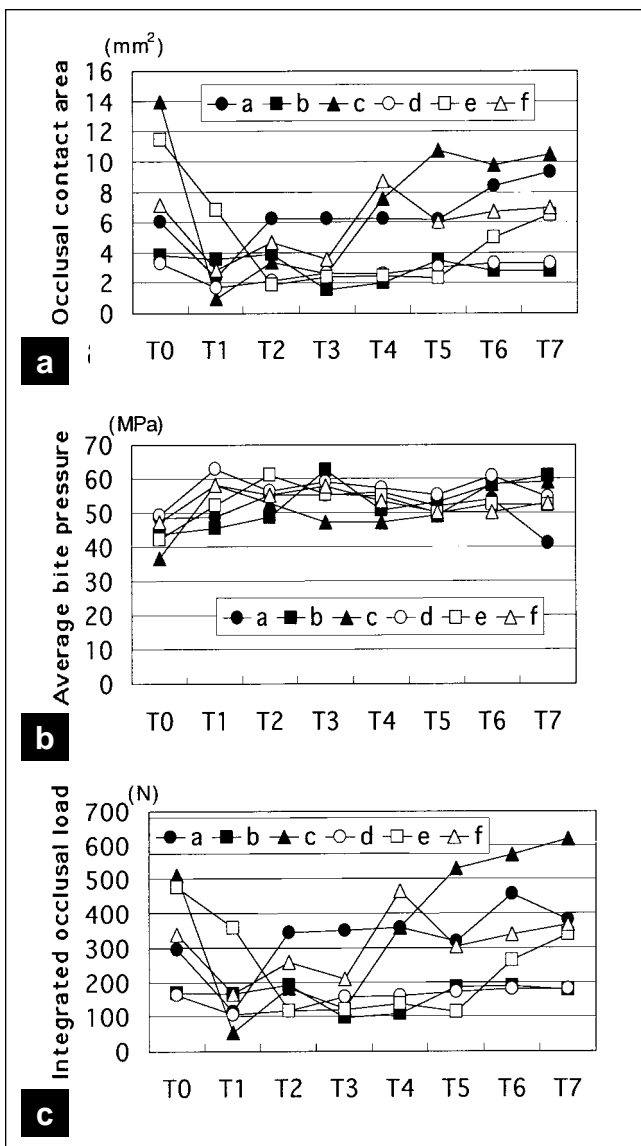 (mm²)
Occlusal contact area
16
14
12
10
8
6
4
2
0
a b c d e f
T0 T1 T2 T3 T4 T5 T6 T7
a
(MPa)
Average bite pressure
70
60
50
40
30
20
10
0
a b c d e f
T0 T1 T2 T3 T4 T5 T6 T7
b
(N)
Integrated occlusal load
700
600
500
400
300
200
100
0
a b c d e f
T0 T1 T2 T3 T4 T5 T6 T7
c